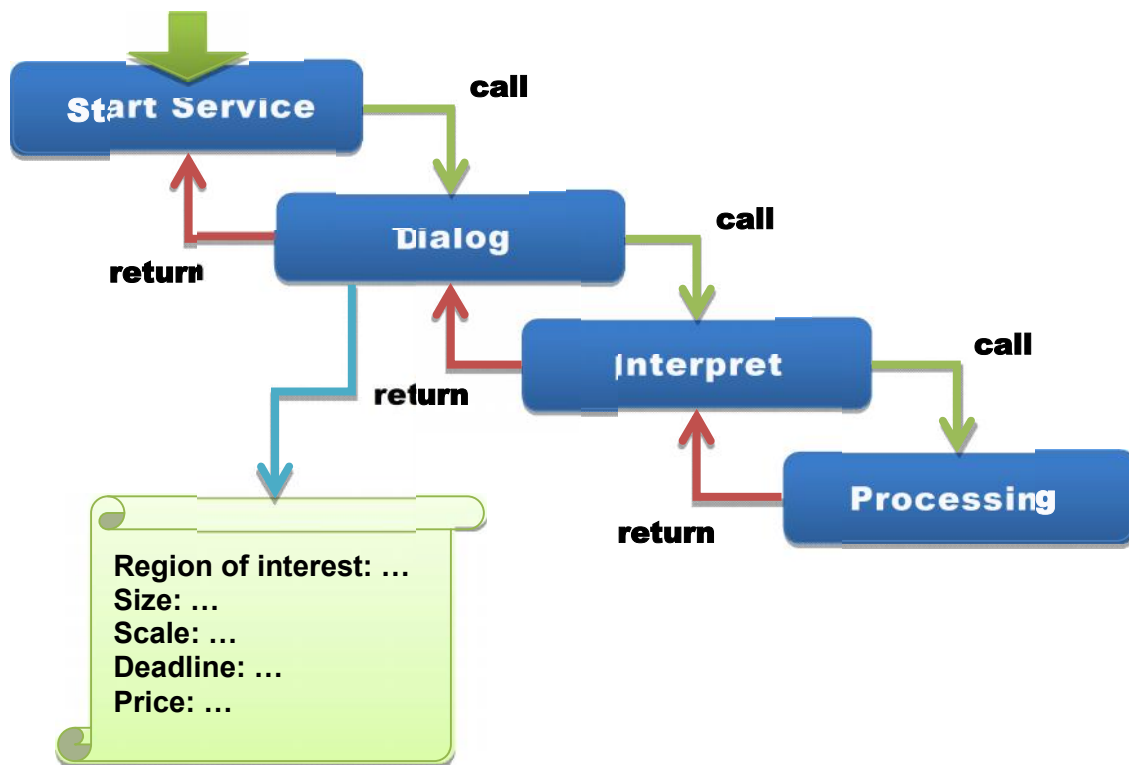 call
Start Service
call
Dialog
return
call
Interpret
return
Processing
return
Region of interest: …
Size: …
Scale: …
Deadline: …
Price: …